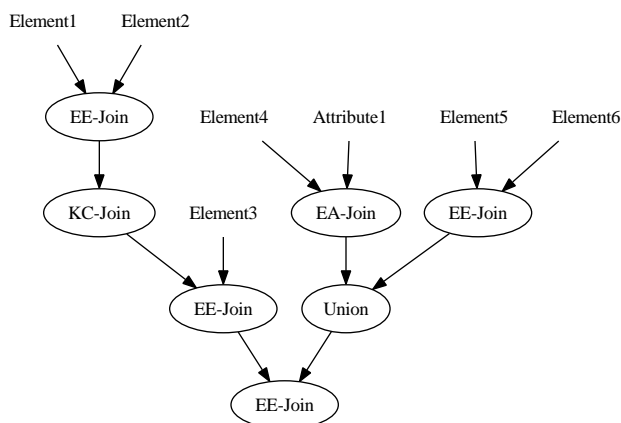 Element1
Element2
EE-Join
Element4
Attribute1
Element5
Element6
KC-Join
Element3
EA-Join
EE-Join
EE-Join
Union
EE-Join